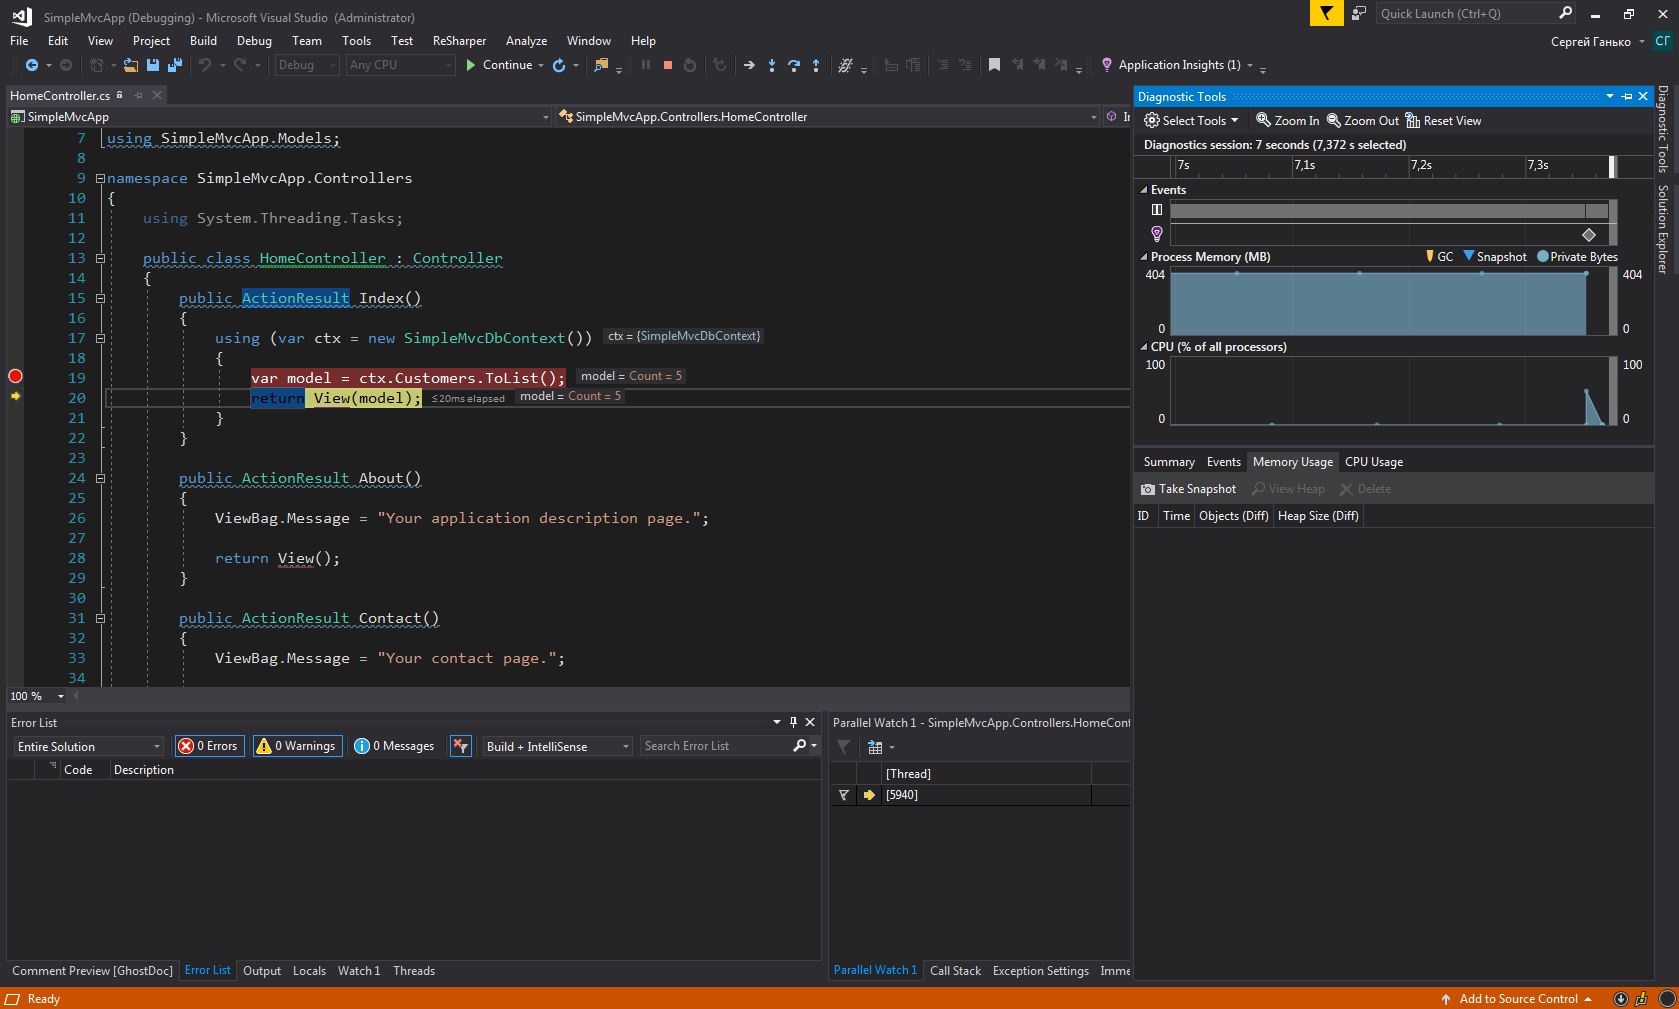 SimpleMvcApp (Debugging) - Microsoft Visual Studio (Administrator)
Quick Launch (Ctrl+Q)
File Edit View Project Build Debug Team Tools Test ReSharper Analyze Window Help
Сергей Ганько СГ
Debug Any CPU Continue Application Insights (1)
HomeController.cs
SimpleMvcApp SimpleMvcApp.Controllers.HomeController
7 using SimpleMvcApp.Models;
8
9 namespace SimpleMvcApp.Controllers
10 {
11 using System.Threading.Tasks;
12
13 public class HomeController : Controller
14 {
15 public ActionResult Index()
16 {
17 using (var ctx = new SimpleMvcDbContext()) ctx = {SimpleMvcDbContext}
18 {
19 var model = ctx.Customers.ToList(); model = Count = 5
20 return View(model); ≤20ms elapsed model = Count = 5
21 }
22 }
23
24 public ActionResult About()
25 {
26 ViewBag.Message = "Your application description page.";
27
28 return View();
29 }
30
31 public ActionResult Contact()
32 {
33 ViewBag.Message = "Your contact page.";
34
100 %
Diagnostic Tools
Select Tools Zoom In Zoom Out Reset View
Diagnostics session: 7 seconds (7,372 s selected)
7s 7,1s 7,2s 7,3s
Events
Process Memory (MB) GC Snapshot Private Bytes
404 404
0 0
CPU (% of all processors)
100 100
0 0
Summary Events Memory Usage CPU Usage
Take Snapshot View Heap Delete
ID Time Objects (Diff) Heap Size (Diff)
Diagnostic Tools
Solution Explorer
Error List
Entire Solution 0 Errors 0 Warnings 0 Messages Build + IntelliSense Search Error List
Code Description
Comment Preview [GhostDoc] Error List Output Locals Watch 1 Threads
Parallel Watch 1 - SimpleMvcApp.Controllers.HomeCont
[Thread]
[5940]
Parallel Watch 1 Call Stack Exception Settings Imme
Ready
Add to Source Control